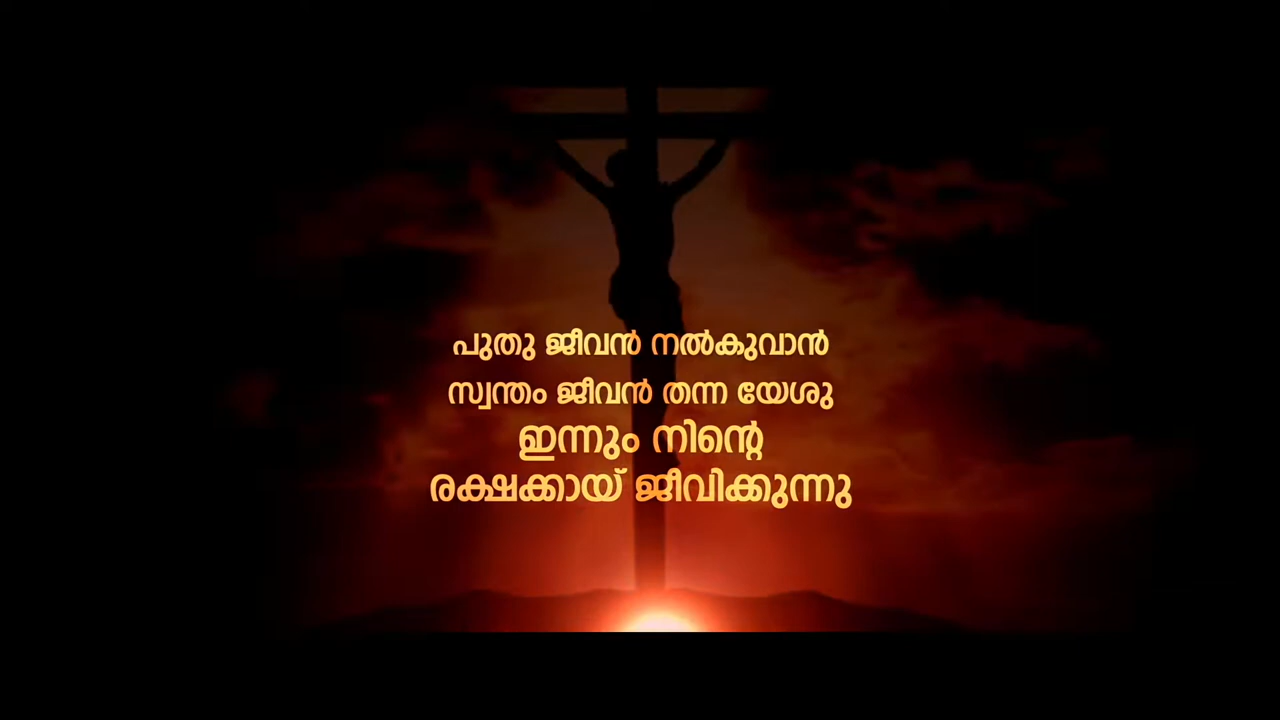 പുതു ജീവൻ നൽകുവാൻ
സ്വന്തം ജീവൻ തന്ന യേശു
ഇന്നും നിന്റെ
രക്ഷക്കായ് ജീവിക്കുന്നു